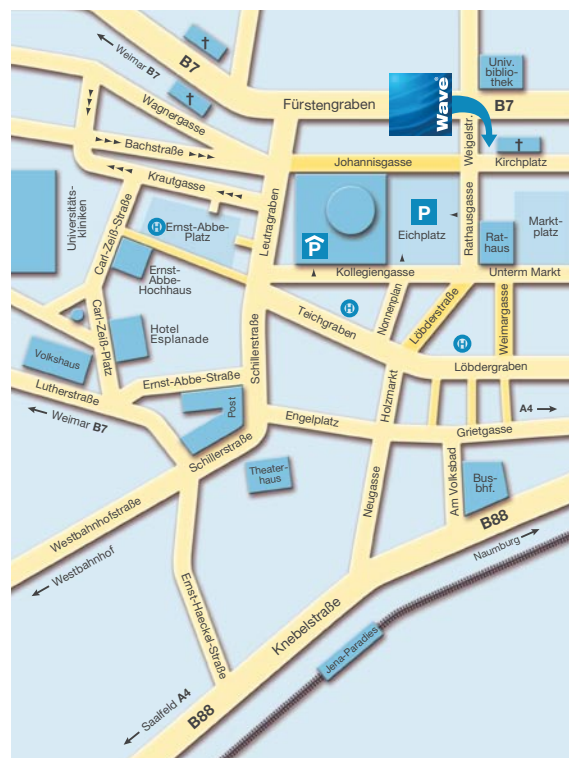 B7
Weimar B7
Wagnergasse
Bachstraße
Krautgasse
Fürstengraben
B7
Univ.
biblio-
thek
Wave
Weigelstr.
Johannisgasse
Kirchplatz
Universitäts-
kliniken
Carl-Zeiß-Straße
H
Ernst-Abbe-
Platz
Leutragraben
P
P
Eichplatz
Rathausgasse
Rat-
haus
Markt-
platz
Ernst-
Abbe-
Hochhaus
Kollegiengasse
Unterm Markt
Carl-Zeiß-Platz
Hotel
Esplanade
Schillerstraße
Teichgraben
H
Nonnenplan
Löbderstraße
H
Weimargasse
Volkshaus
Löbdergraben
Lutherstraße
Ernst-Abbe-Straße
Weimar B7
Post
Holzmarkt
A4
Engelplatz
Grietgasse
Schillerstraße
Theater-
haus
Neugasse
Am Volksbad
Bus-
bhf.
B88
Naumburg
Westbahnhofstraße
Westbahnhof
Ernst-Haeckel-Straße
Knebelstraße
Jena-Paradies
Saalfeld A4
B88